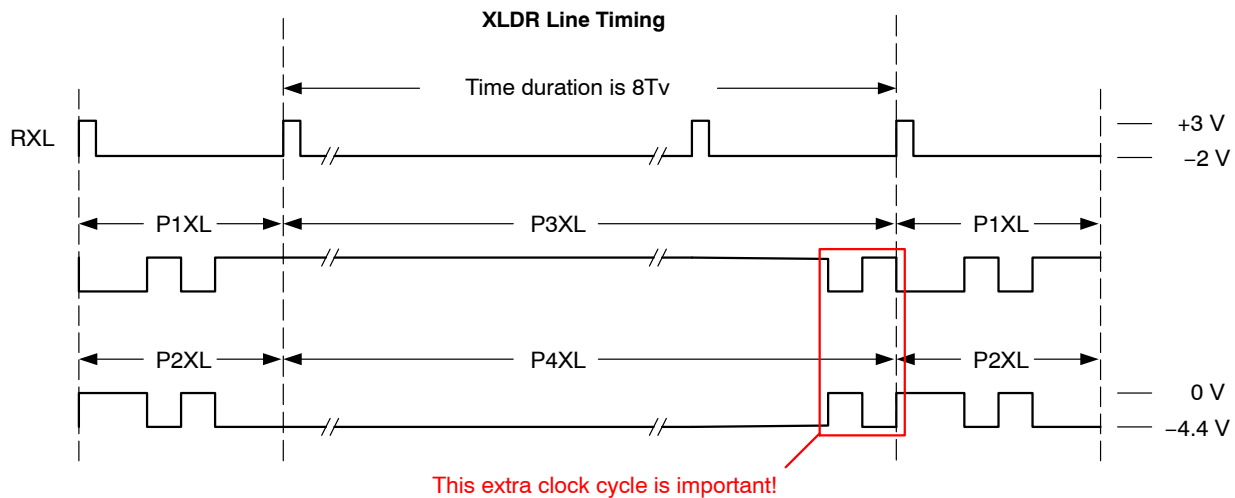 XLDR Line Timing
Time duration is 8Tv
RXL
+3 V
−2 V
P1XL
P3XL
P1XL
P2XL
P4XL
P2XL
0 V
−4.4 V
This extra clock cycle is important!